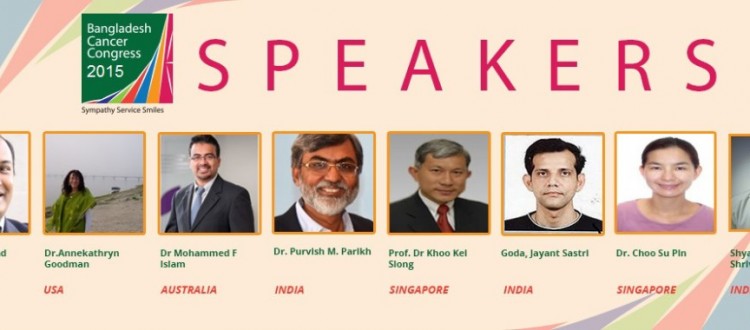 Bangladesh
Cancer
Congress
2015
Sympathy Service Smiles
SPEAKERS
d
Dr.Annekathryn
Goodman
USA
Dr Mohammed F
Islam
AUSTRALIA
Dr. Purvish M. Parikh
INDIA
Prof. Dr Khoo Kei
Siong
SINGAPORE
Goda, Jayant Sastri
INDIA
Dr. Choo Su Pin
SINGAPORE
Shya
Shri
IND